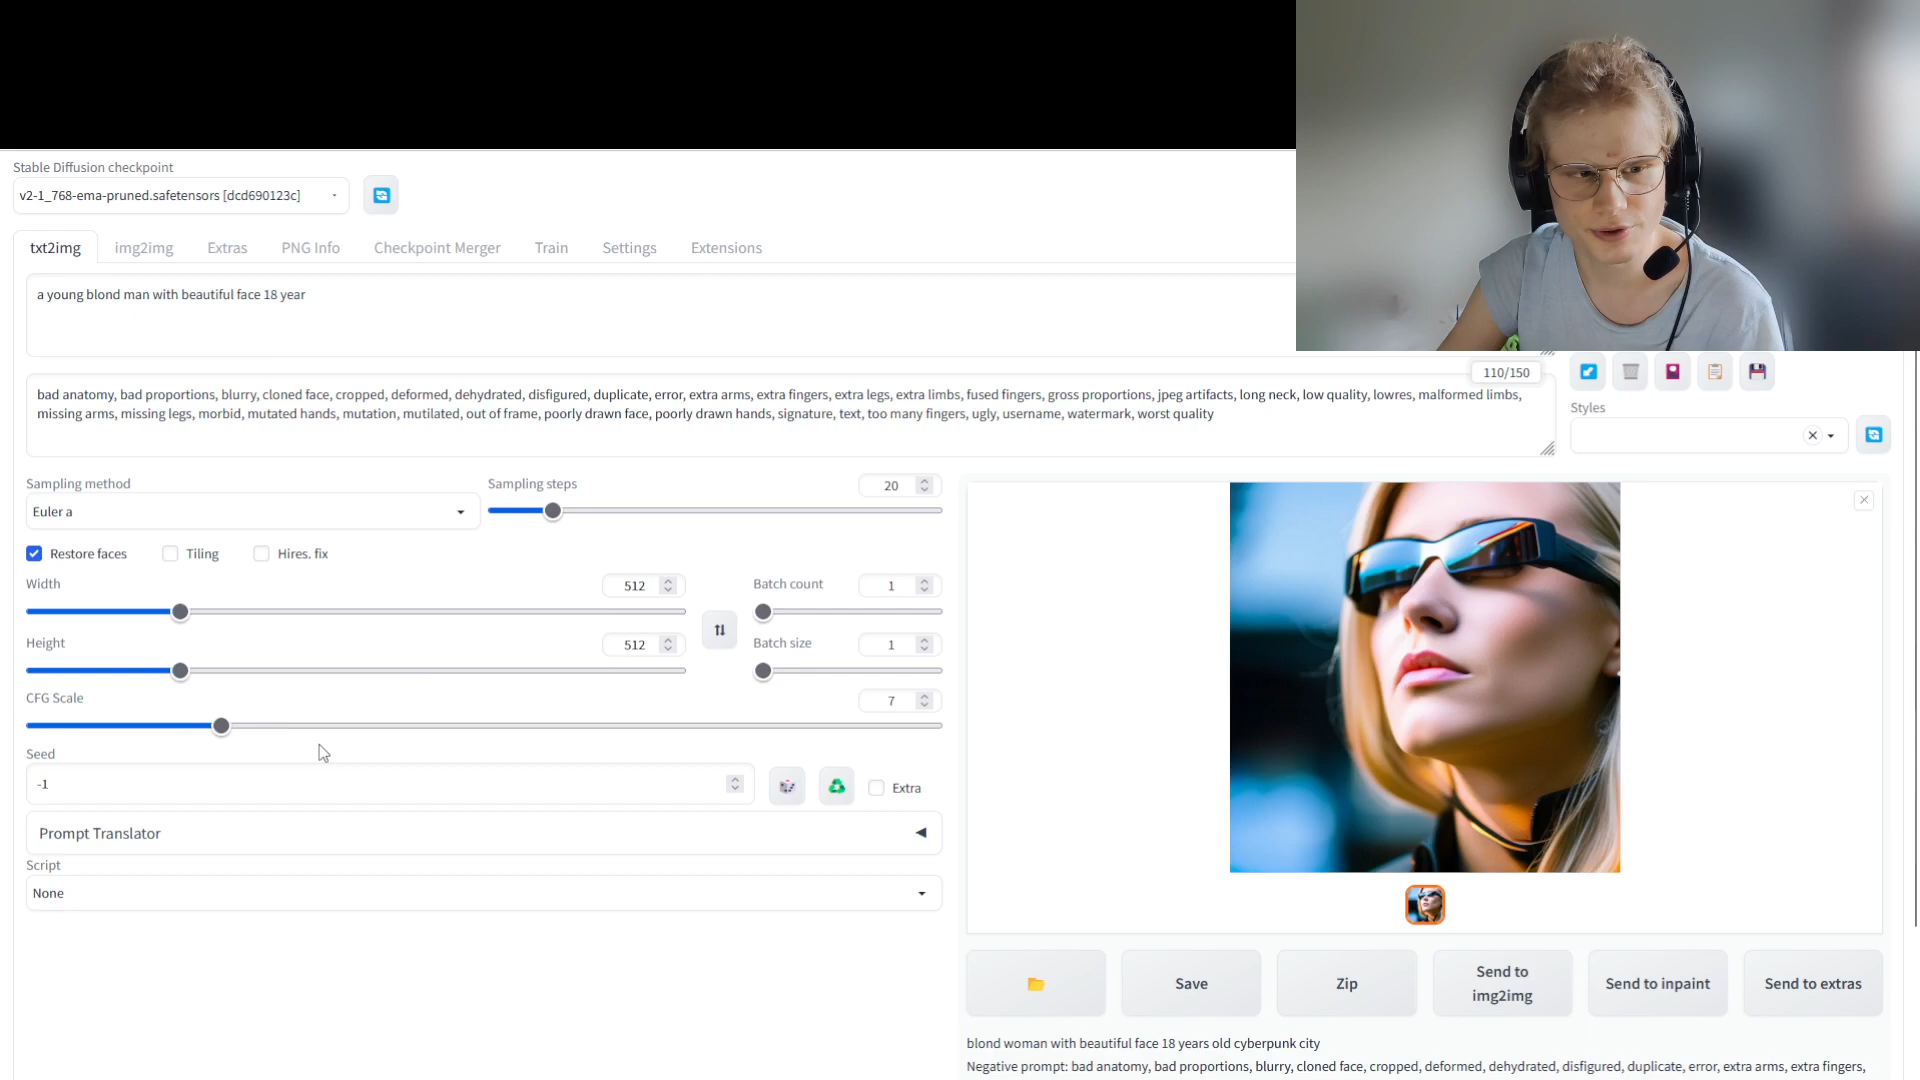 Stable Diffusion checkpoint
v2-1_768-ema-pruned.safetensors [dcd690123c]
txt2img
img2img
Extras
PNG Info
Checkpoint Merger
Train
Settings
Extensions
a young blond man with beautiful face 18 year
110/150
bad anatomy, bad proportions, blurry, cloned face, cropped, deformed, dehydrated, disfigured, duplicate, error, extra arms, extra fingers, extra legs, extra limbs, fused fingers, gross proportions, jpeg artifacts, long neck, low quality, lowres, malformed limbs,
missing arms, missing legs, morbid, mutated hands, mutation, mutilated, out of frame, poorly drawn face, poorly drawn hands, signature, text, too many fingers, ugly, username, watermark, worst quality
Styles
Sampling method
Euler a
Sampling steps
20
Restore faces
Tiling
Hires. fix
Width
512
Batch count
1
Height
512
Batch size
1
CFG Scale
7
Seed
-1
Extra
Prompt Translator
Script
None
Save
Zip
Send to
img2img
Send to inpaint
Send to extras
blond woman with beautiful face 18 years old cyberpunk city
Negative prompt: bad anatomy, bad proportions, blurry, cloned face, cropped, deformed, dehydrated, disfigured, duplicate, error, extra arms, extra fingers,